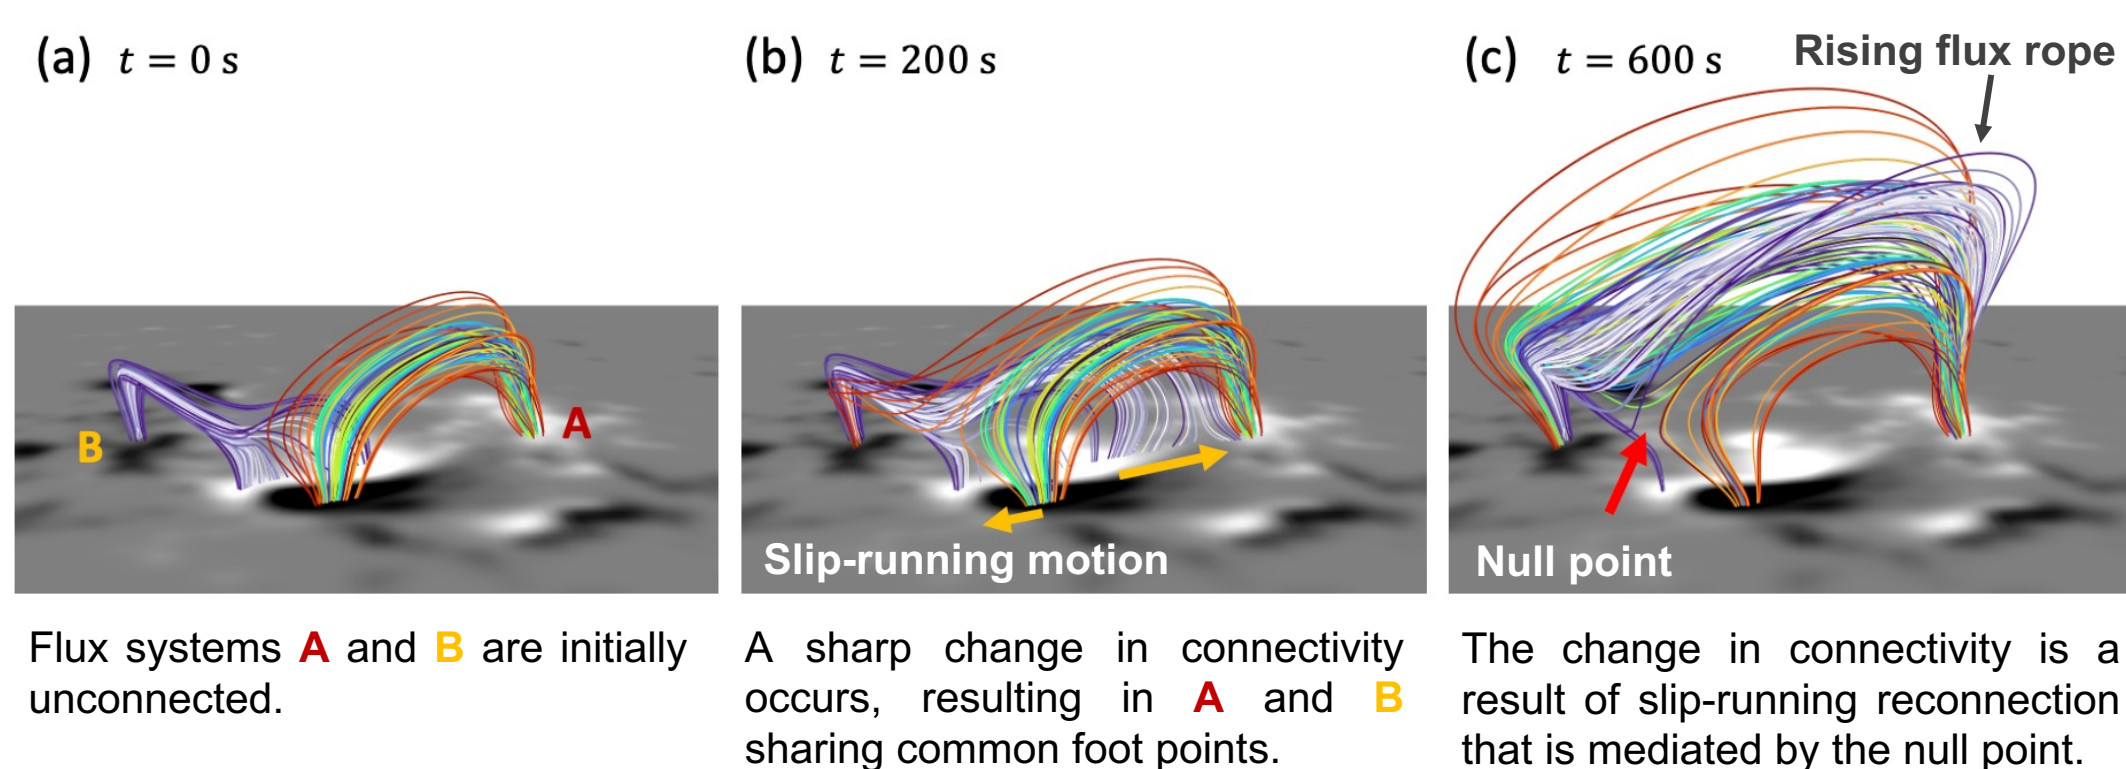 (a) t = 0 s
B
A
Flux systems A and B are initially
unconnected.
(b) t = 200 s
Slip-running motion
A sharp change in connectivity
occurs, resulting in A and B
sharing common foot points.
(c) t = 600 s
Rising flux rope
Null point
The change in connectivity is a
result of slip-running reconnection
that is mediated by the null point.